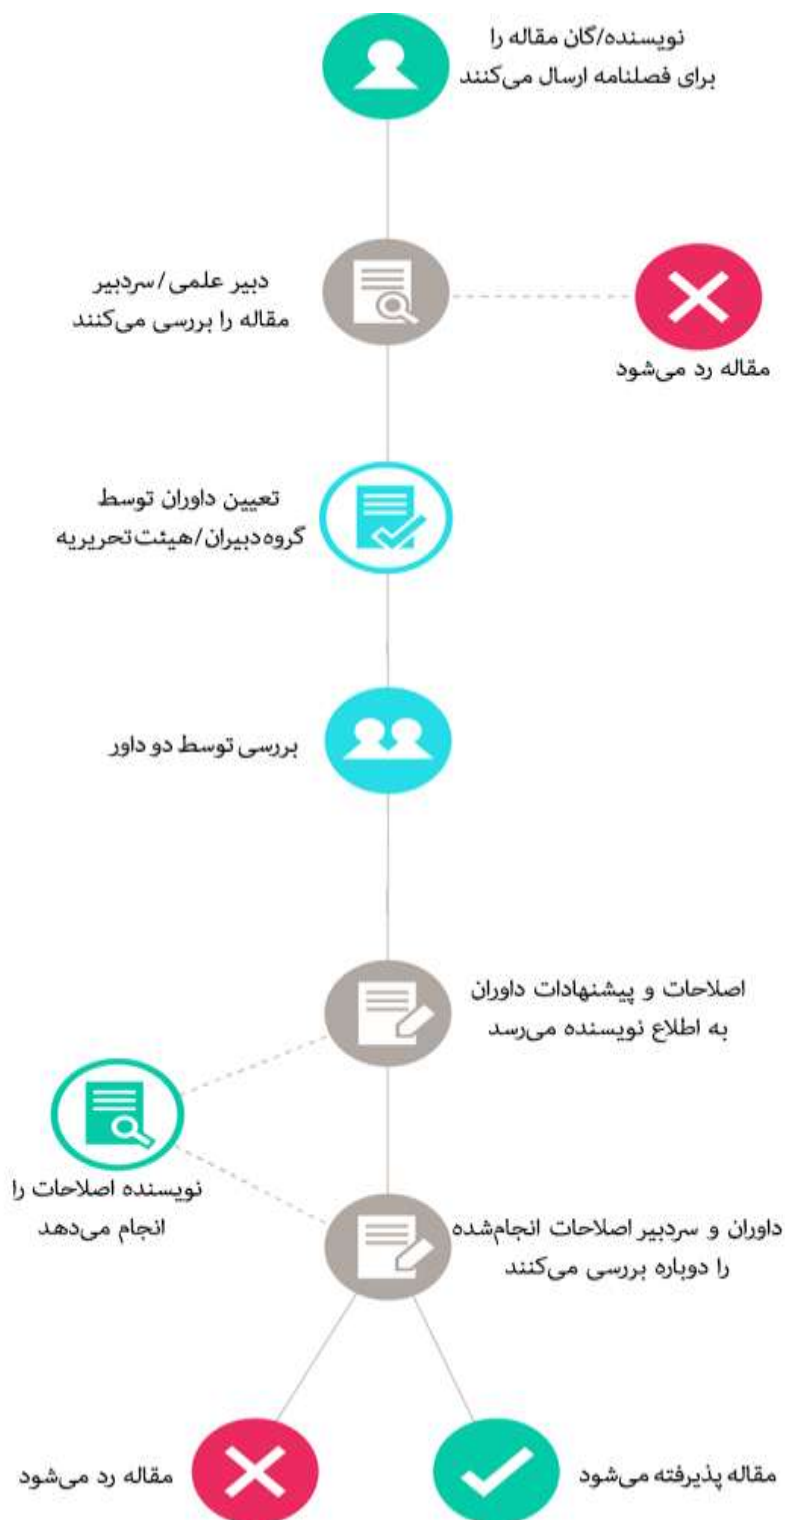 نویسنده/گان مقاله را
برای فصلنامه ارسال می‌کنند
دبیر علمی/سردبیر
مقاله را بررسی می‌کنند
مقاله رد می‌شود
تعیین داوران توسط
گروه‌دبیران/هیئت‌تحریریه
بررسی توسط دو داور
اصلاحات و پیشنهادات داوران
به اطلاع نویسنده می‌رسد
نویسنده اصلاحات را
انجام می‌دهد
داوران و سردبیر اصلاحات انجام‌شده
را دوباره بررسی می‌کنند
مقاله پذیرفته می‌شود
مقاله رد می‌شود